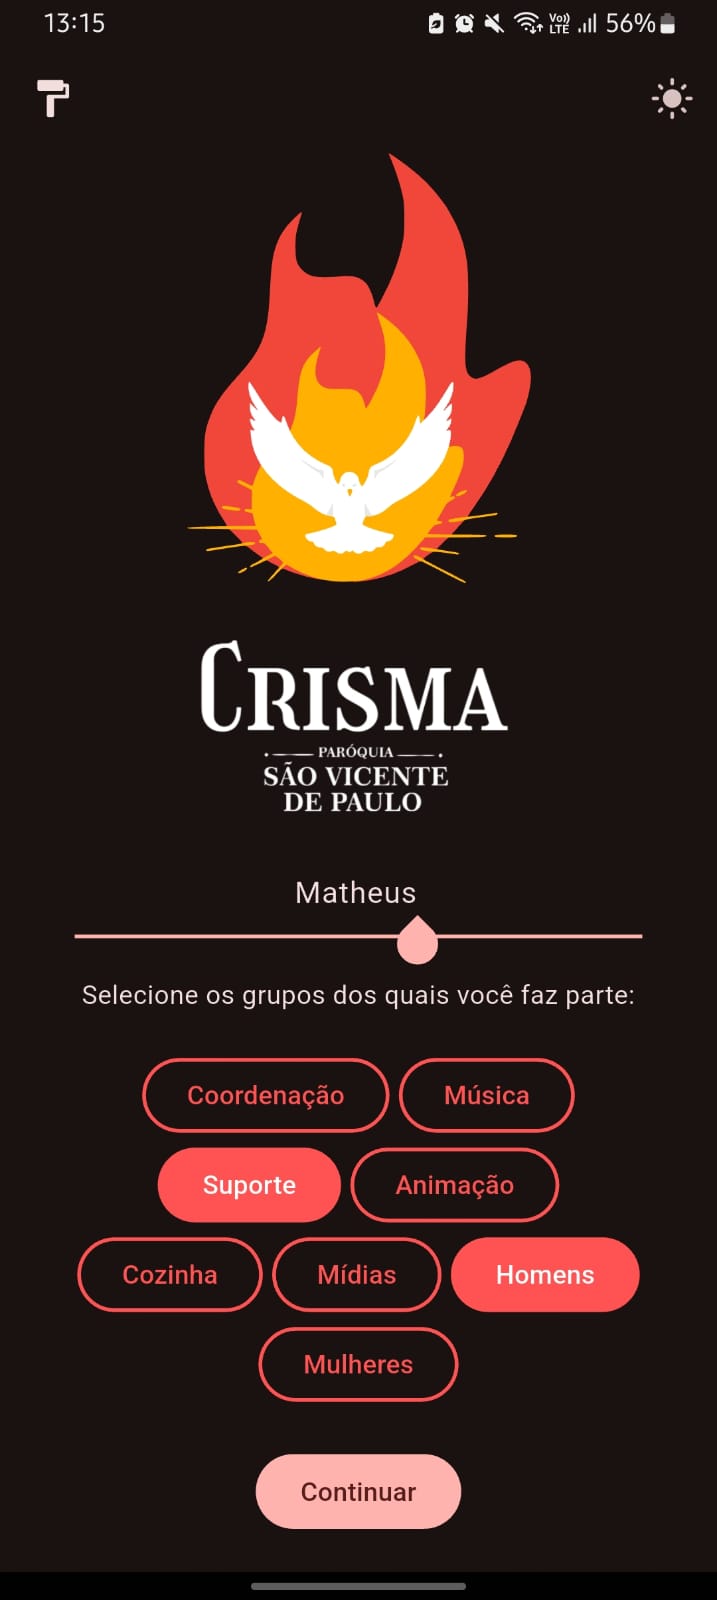 13:15 Vo)) LTE 56%
CRISMA
PARÓQUIA
SÃO VICENTE
DE PAULO
Matheus
Selecione os grupos dos quais você faz parte:
Coordenação Música
Suporte Animação
Cozinha Mídias Homens
Mulheres
Continuar